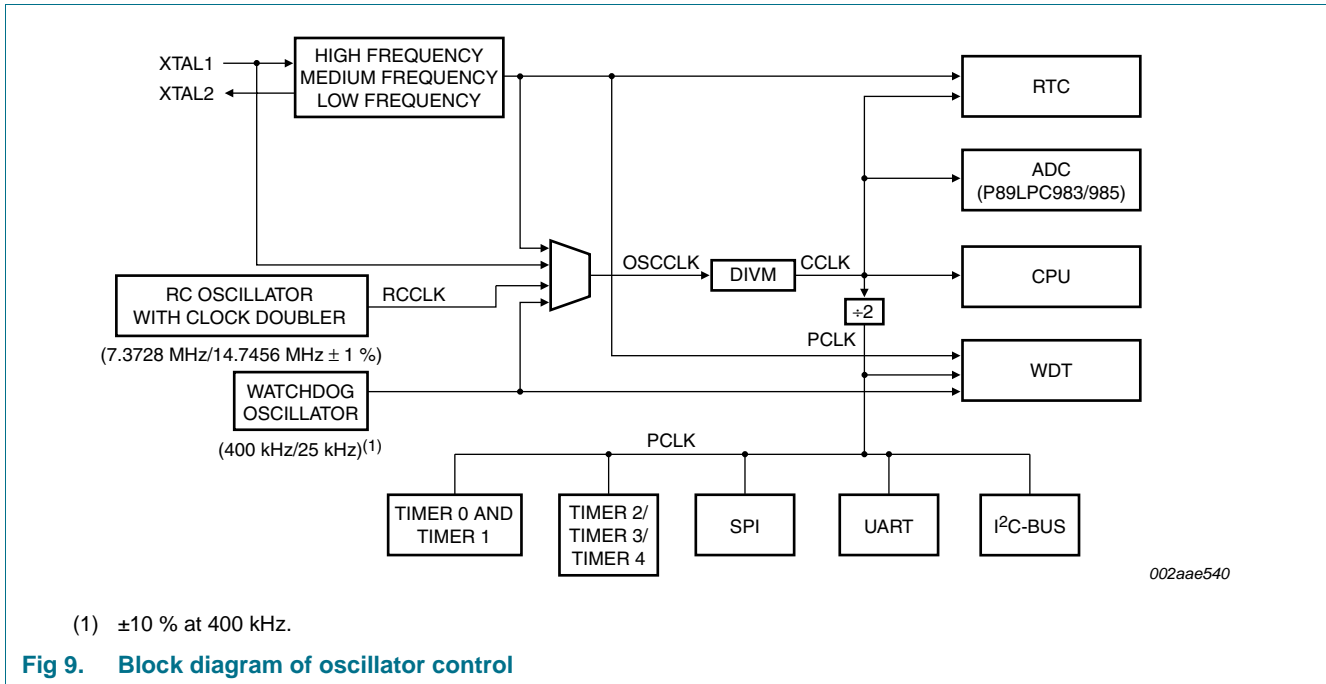 XTAL1
XTAL2
HIGH FREQUENCY
MEDIUM FREQUENCY
LOW FREQUENCY
RTC
ADC
(P89LPC983/985)
OSCCLK
DIVM
CCLK
CPU
RC OSCILLATOR
WITH CLOCK DOUBLER
RCCLK
(7.3728 MHz/14.7456 MHz ± 1 %)
÷2
PCLK
WDT
WATCHDOG
OSCILLATOR
(400 kHz/25 kHz)(1)
PCLK
TIMER 0 AND
TIMER 1
TIMER 2/
TIMER 3/
TIMER 4
SPI
UART
I2C-BUS
002aae540
(1) ±10 % at 400 kHz.
Fig 9. Block diagram of oscillator control